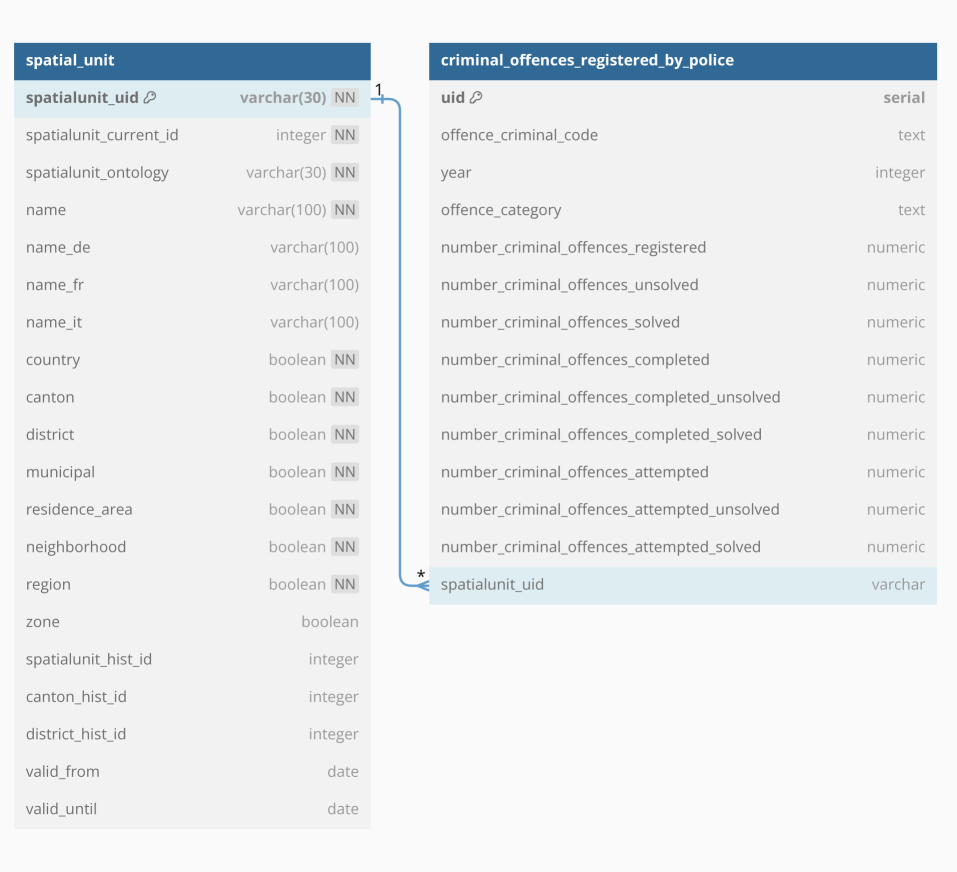 spatial_unit
spatialunit_uid varchar(30) NN
spatialunit_current_id integer NN
spatialunit_ontology varchar(30) NN
name varchar(100) NN
name_de varchar(100)
name_fr varchar(100)
name_it varchar(100)
country boolean NN
canton boolean NN
district boolean NN
municipal boolean NN
residence_area boolean NN
neighborhood boolean NN
region boolean NN
zone boolean
spatialunit_hist_id integer
canton_hist_id integer
district_hist_id integer
valid_from date
valid_until date
1
*
criminal_offences_registered_by_police
uid serial
offence_criminal_code text
year integer
offence_category text
number_criminal_offences_registered numeric
number_criminal_offences_unsolved numeric
number_criminal_offences_solved numeric
number_criminal_offences_completed numeric
number_criminal_offences_completed_unsolved numeric
number_criminal_offences_completed_solved numeric
number_criminal_offences_attempted numeric
number_criminal_offences_attempted_unsolved numeric
number_criminal_offences_attempted_solved numeric
spatialunit_uid varchar